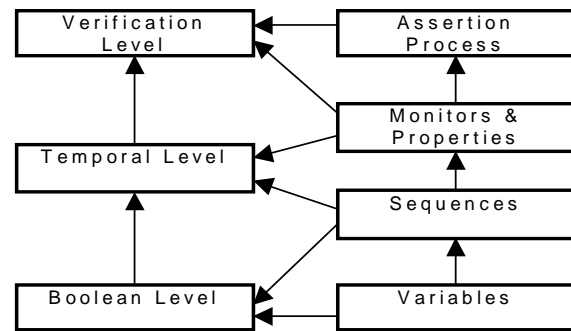 Verification
Level
Assertion
Process
Monitors &
Properties
Temporal Level
Sequences
Boolean Level
Variables